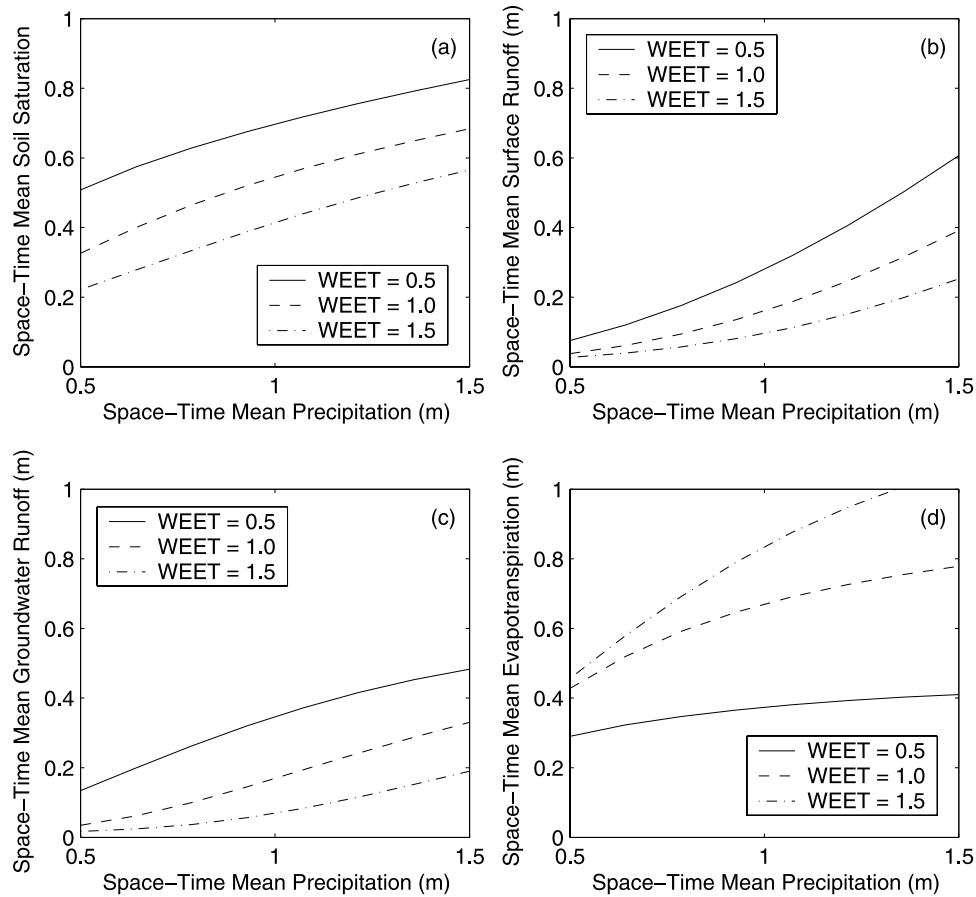 Space−Time Mean Soil Saturation
1
0.8
0.6
0.4
0.2
0
0.5
1
1.5
Space−Time Mean Precipitation (m)
(a)
WEET = 0.5
WEET = 1.0
WEET = 1.5
Space−Time Mean Surface Runoff (m)
1
0.8
0.6
0.4
0.2
0
0.5
1
1.5
Space−Time Mean Precipitation (m)
(b)
WEET = 0.5
WEET = 1.0
WEET = 1.5
Space−Time Mean Groundwater Runoff (m)
1
0.8
0.6
0.4
0.2
0
0.5
1
1.5
Space−Time Mean Precipitation (m)
(c)
WEET = 0.5
WEET = 1.0
WEET = 1.5
Space−Time Mean Evapotranspiration (m)
1
0.8
0.6
0.4
0.2
0
0.5
1
1.5
Space−Time Mean Precipitation (m)
(d)
WEET = 0.5
WEET = 1.0
WEET = 1.5